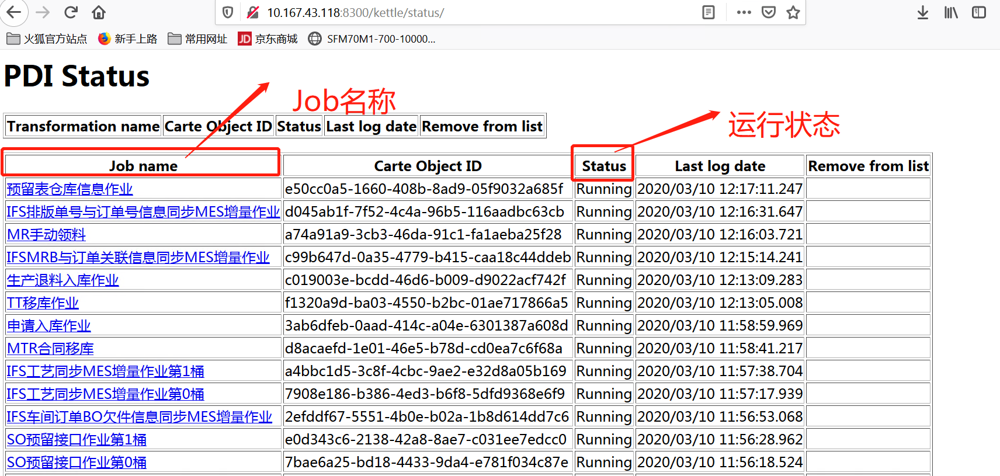 10.167.43.118:8300/kettle/status/
火狐官方站点 新手上路 常用网址 JD 京东商城 SFM70M1-700-10000...
PDI Status
Job名称
运行状态
Transformation name Carte Object ID Status Last log date Remove from list
Job name Carte Object ID Status Last log date Remove from list
预留表仓库信息作业 e50cc0a5-1660-408b-8ad9-05f9032a685f Running 2020/03/10 12:17:11.247
IFS排版单号与订单号信息同步MES增量作业 d045ab1f-7f52-4c4a-96b5-116aadbc63cb Running 2020/03/10 12:16:31.647
MR手动领料 a74a91a9-3cb3-46da-91c1-fa1aeba25f28 Running 2020/03/10 12:16:03.721
IFSMRB与订单关联信息同步MES增量作业 c99b647d-0a35-4779-b415-caa18c44ddeb Running 2020/03/10 12:15:14.241
生产退料入库作业 c019003e-bcdd-46d6-b009-d9022acf742f Running 2020/03/10 12:13:09.283
TT移库作业 f1320a9d-ba03-4550-b2bc-01ae717866a5 Running 2020/03/10 12:13:05.008
申请入库作业 3ab6dfeb-0aad-414c-a04e-6301387a608d Running 2020/03/10 11:58:59.969
MTR合同移库 d8acaefd-1e01-46e5-b78d-cd0ea7c6f68a Running 2020/03/10 11:58:41.217
IFS工艺同步MES增量作业第1桶 a4bbc1d5-3c8f-4cbc-9ae2-e32d8a05b169 Running 2020/03/10 11:57:38.704
IFS工艺同步MES增量作业第0桶 7908e186-b386-4ed3-b6f8-5dfd9368e6f9 Running 2020/03/10 11:57:17.939
IFS车间订单BO欠件信息同步MES增量作业 2efddf67-5551-4b0e-b02a-1b8d614dd7c6 Running 2020/03/10 11:56:53.068
SO预留接口作业第1桶 e0d343c6-2138-42a8-8ae7-c031ee7edcc0 Running 2020/03/10 11:56:28.962
SO预留接口作业第0桶 7bae6a25-bd18-4433-9da4-e781f034c87e Running 2020/03/10 11:56:18.524